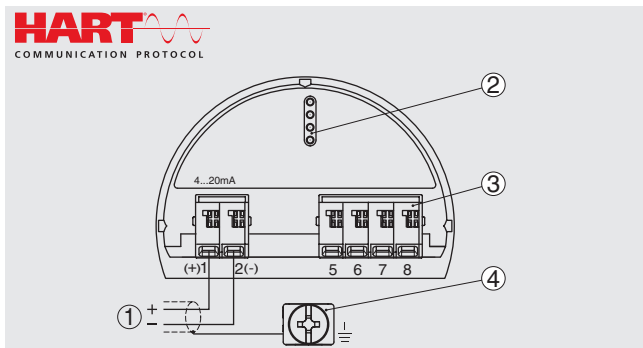 HART
COMMUNICATION PROTOCOL
2
4...20mA
3
(+)1 2(-) 5 6 7 8
4
1 +
−